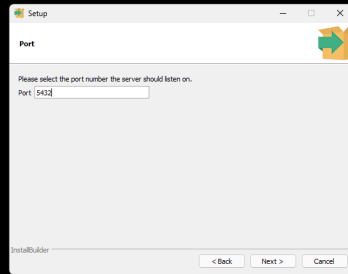 Setup
Port
Please select the port number the server should listen on.
Port 5432
InstallBuilder
< Back Next > Cancel